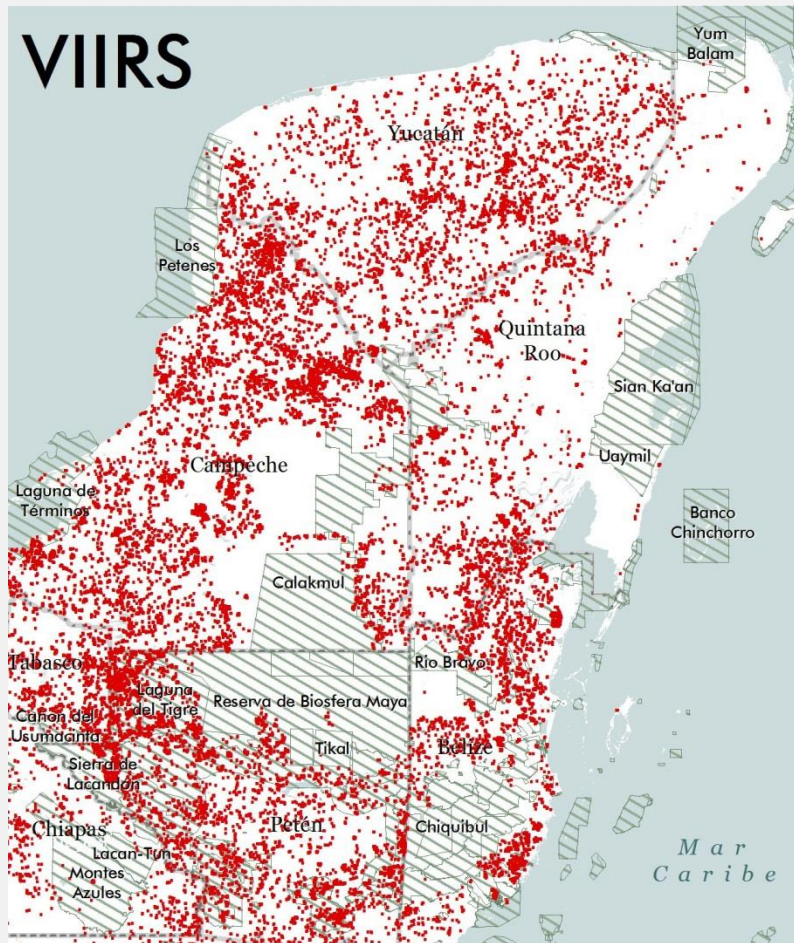 VIIRS
Yum
Balam
Yucatán
Los
Petenes
Quintana
Roo
Sian Ka'an
Uaymil
Campeche
Laguna de
Términos
Banco
Chinchorro
Calakmul
Tabasco
Laguna
del Tigre
Río Bravo
Reserva de Biosfera Maya
Cañón del
Usumacinta
Tikal
Belize
Sierra de
Lacandón
Chiapas
Petén
Chiquibul
Lacan-Tun
Montes
Azules
Mar
Caribe